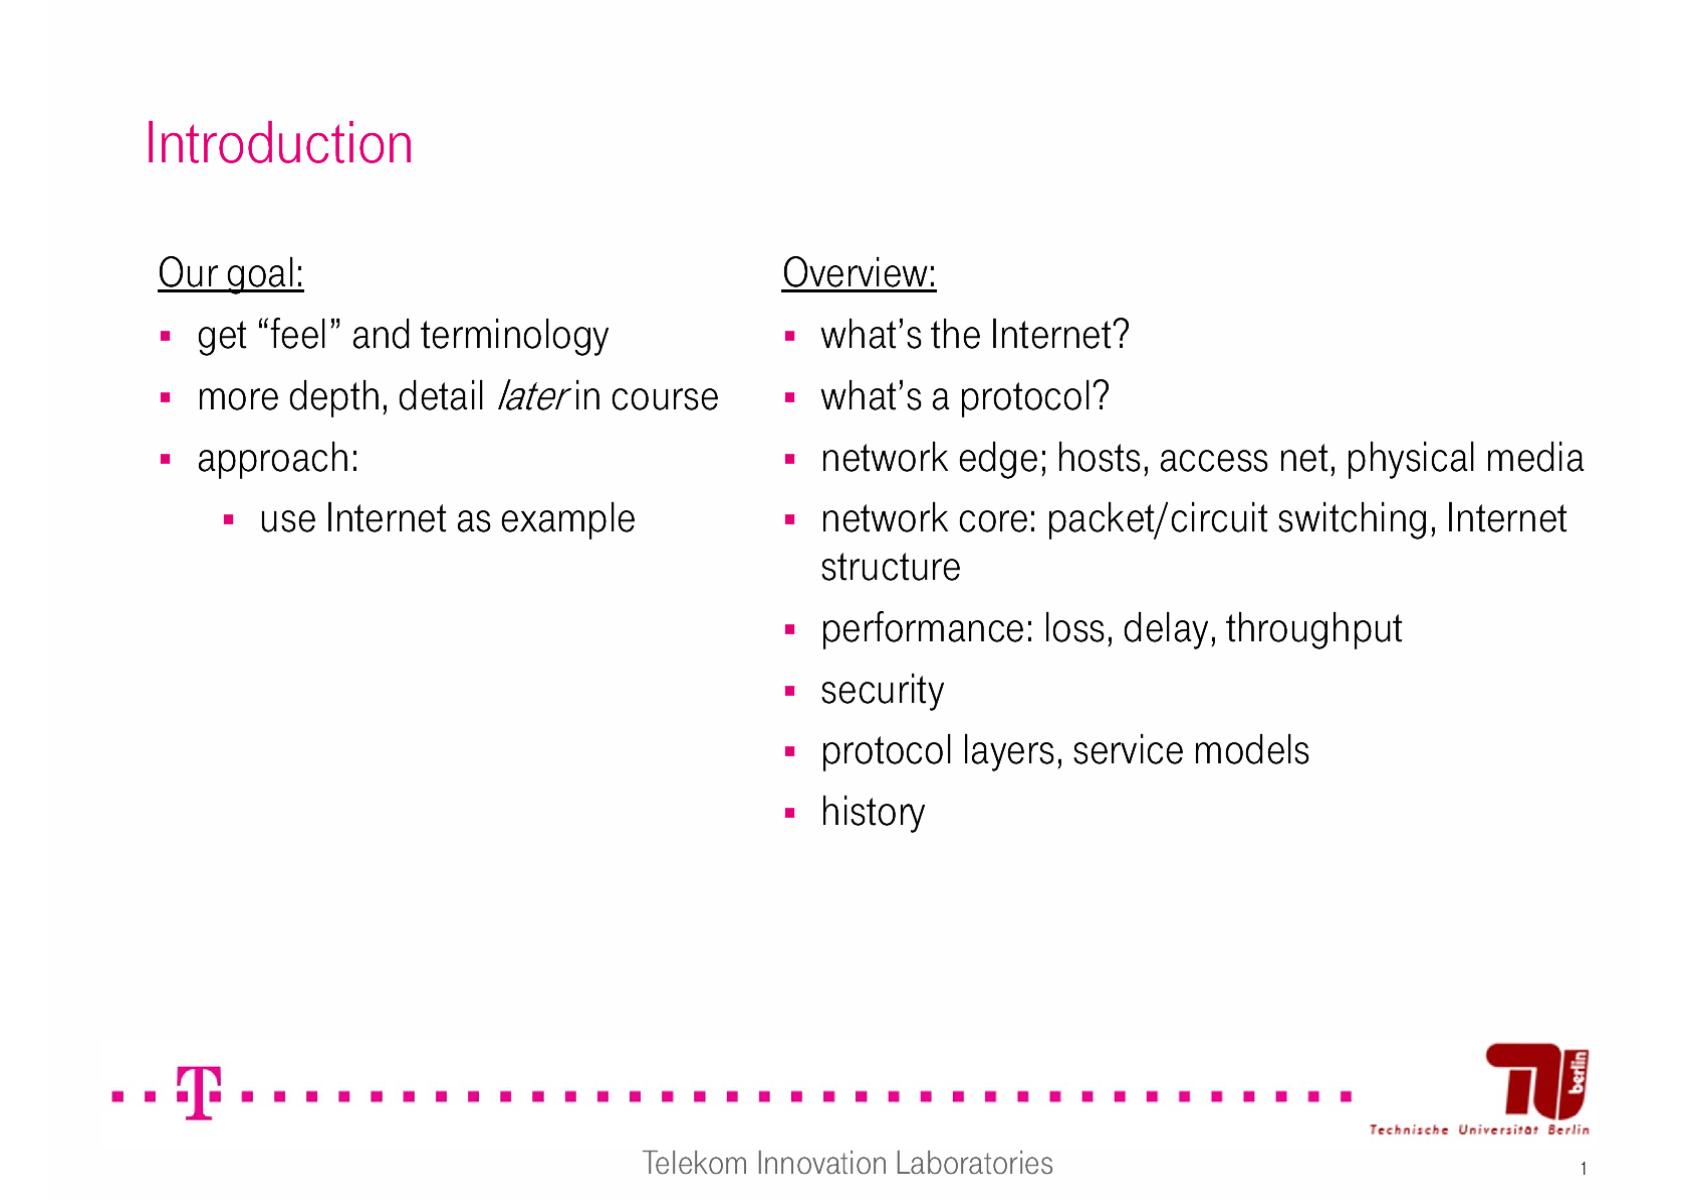 Introduction
Our goal:
▪ get “feel” and terminology
▪ more depth, detail later in course
▪ approach:
▪ use Internet as example
Overview:
▪ what’s the Internet?
▪ what’s a protocol?
▪ network edge; hosts, access net, physical media
▪ network core: packet/circuit switching, Internet
structure
▪ performance: loss, delay, throughput
▪ security
▪ protocol layers, service models
▪ history
T
TU
berlin
Technische Universität Berlin
Telekom Innovation Laboratories
1